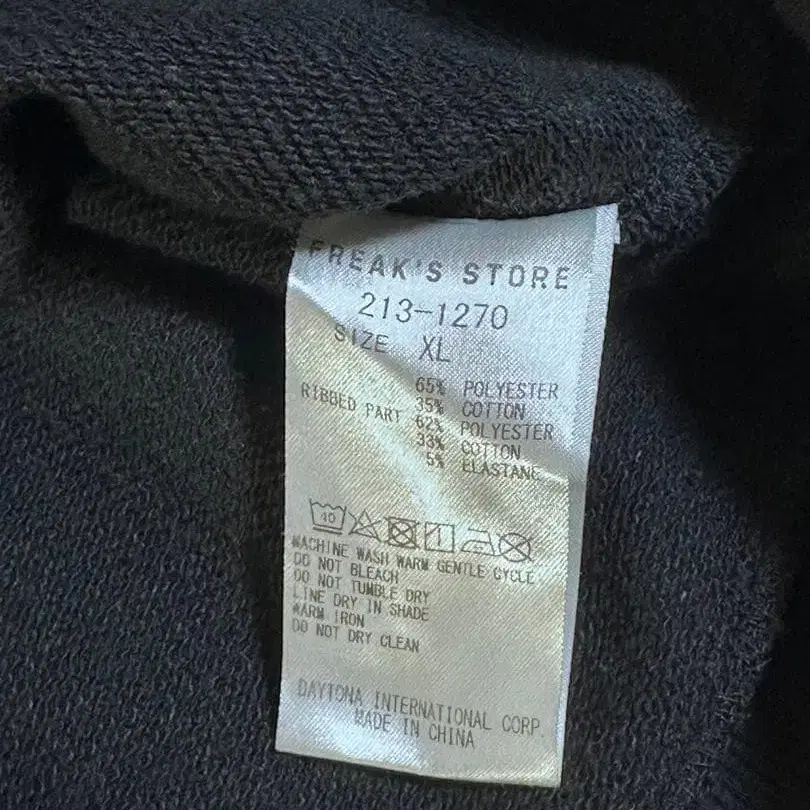 FREAK'S STORE
213-1270
SIZE XL
65% POLYESTER
35% COTTON
RIBBED PART 62% POLYESTER
33% COTTON
5% ELASTANE
40
MACHINE WASH WARM GENTLE CYCLE
DO NOT BLEACH
DO NOT TUMBLE DRY
LINE DRY IN SHADE
WARM IRON
DO NOT DRY CLEAN
DAYTONA INTERNATIONAL CORP.
MADE IN CHINA